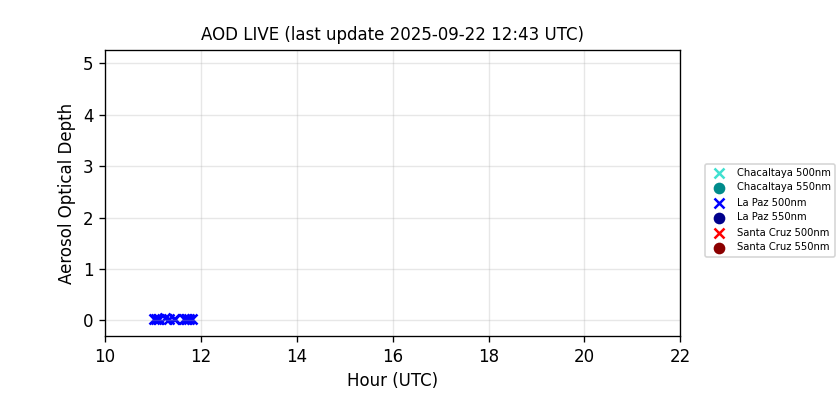 AOD LIVE (last update 2025-09-22 12:43 UTC)
5
4
3
2
1
0
Aerosol Optical Depth
10 12 14 16 18 20 22
Hour (UTC)
Chacaltaya 500nm
Chacaltaya 550nm
La Paz 500nm
La Paz 550nm
Santa Cruz 500nm
Santa Cruz 550nm